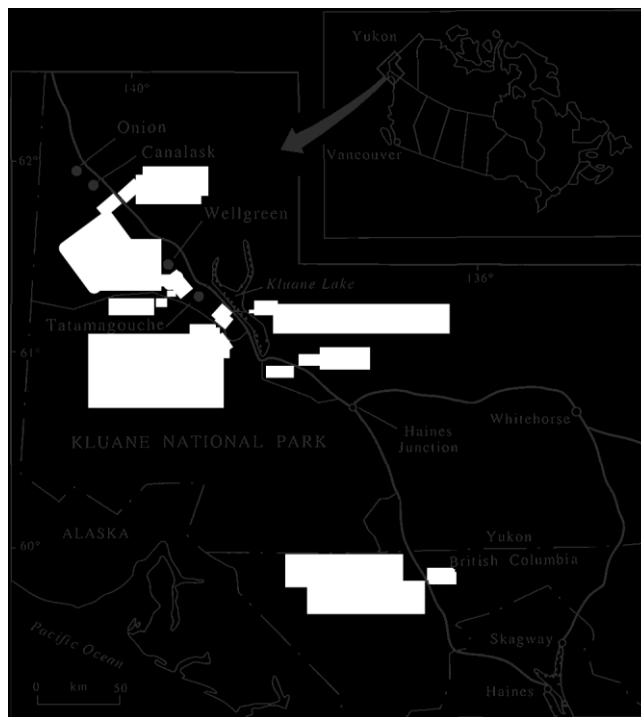 Yukon
140°
Onion
62°
Canalask
Vancouver
Wellgreen
136°
Kluane Lake
Tatamagouche
61°
Whitehorse
Haines
Junction
KLUANE NATIONAL PARK
ALASKA
Yukon
60°
British Columbia
Pacific Ocean
Skagway
0 km 50
Haines